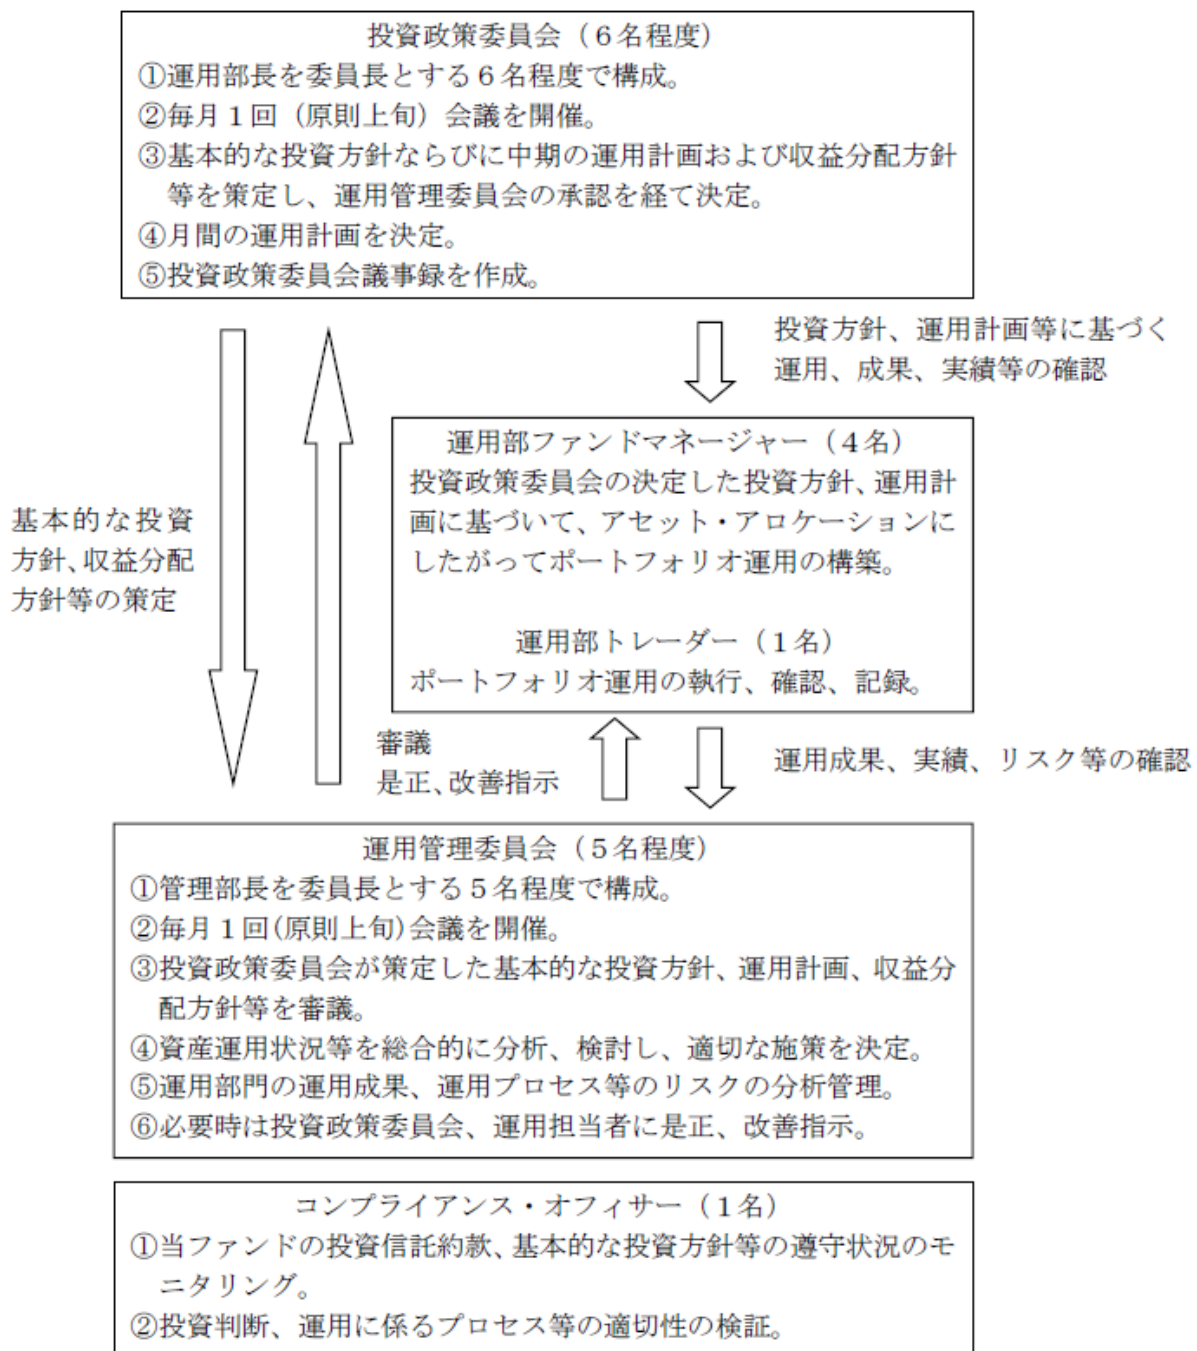 投資政策委員会（６名程度）
①運用部長を委員長とする６名程度で構成。
②毎月１回（原則上旬）会議を開催。
③基本的な投資方針ならびに中期の運用計画および収益分配方針
等を策定し、運用管理委員会の承認を経て決定。
④月間の運用計画を決定。
⑤投資政策委員会議事録を作成。
投資方針、運用計画等に基づく
運用、成果、実績等の確認
運用部ファンドマネージャー（４名）
投資政策委員会の決定した投資方針、運用計
画に基づいて、アセット・アロケーションに
したがってポートフォリオ運用の構築。
運用部トレーダー（１名）
ポートフォリオ運用の執行、確認、記録。
基本的な投資
方針、収益分配
方針等の策定
審議
是正、改善指示
運用成果、実績、リスク等の確認
運用管理委員会（５名程度）
①管理部長を委員長とする５名程度で構成。
②毎月１回(原則上旬)会議を開催。
③投資政策委員会が策定した基本的な投資方針、運用計画、収益分
配方針等を審議。
④資産運用状況等を総合的に分析、検討し、適切な施策を決定。
⑤運用部門の運用成果、運用プロセス等のリスクの分析管理。
⑥必要時は投資政策委員会、運用担当者に是正、改善指示。
コンプライアンス・オフィサー（１名）
①当ファンドの投資信託約款、基本的な投資方針等の遵守状況のモ
ニタリング。
②投資判断、運用に係るプロセス等の適切性の検証。